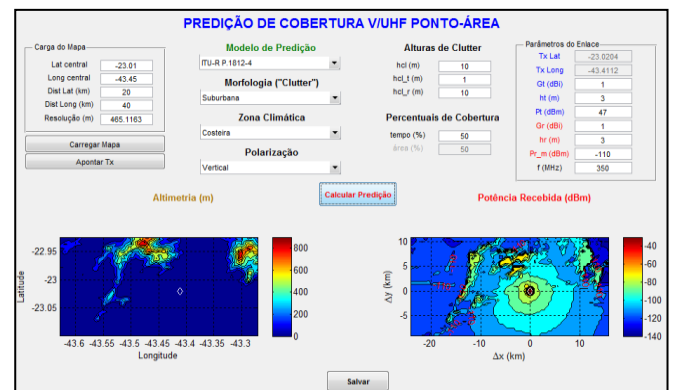 PREDIÇÃO DE COBERTURA V/UHF PONTO-ÁREA
Carga do Mapa
Lat central -23.01
Long central -43.45
Dist Lat (km) 20
Dist Long (km) 40
Resolução (m) 465.1163
Carregar Mapa
Apontar Tx
Modelo de Predição
ITU-R P.1812-4
Morfologia ("Clutter")
Suburbana
Zona Climática
Costeira
Polarização
Vertical
Alturas de Clutter
hcl (m) 10
hcl_t (m) 1
hcl_r (m) 10
Percentuais de Cobertura
tempo (%) 50
área (%) 50
Parâmetros do Enlace
Tx Lat -23.0204
Tx Long -43.4112
Gt (dBi) 1
ht (m) 3
Pt (dBm) 47
Gr (dBi) 1
hr (m) 3
Pr_m (dBm) -110
f (MHz) 350
Calcular Predição
Altimetria (m)
Potência Recebida (dBm)
-22.95
-23
-23.05
Latitude
-43.6 -43.55 -43.5 -43.45 -43.4 -43.35 -43.3
Longitude
800
600
400
200
0
10
5
0
-5
Δy (km)
-20 -10 0 10
Δx (km)
-40
-60
-80
-100
-120
-140
Salvar